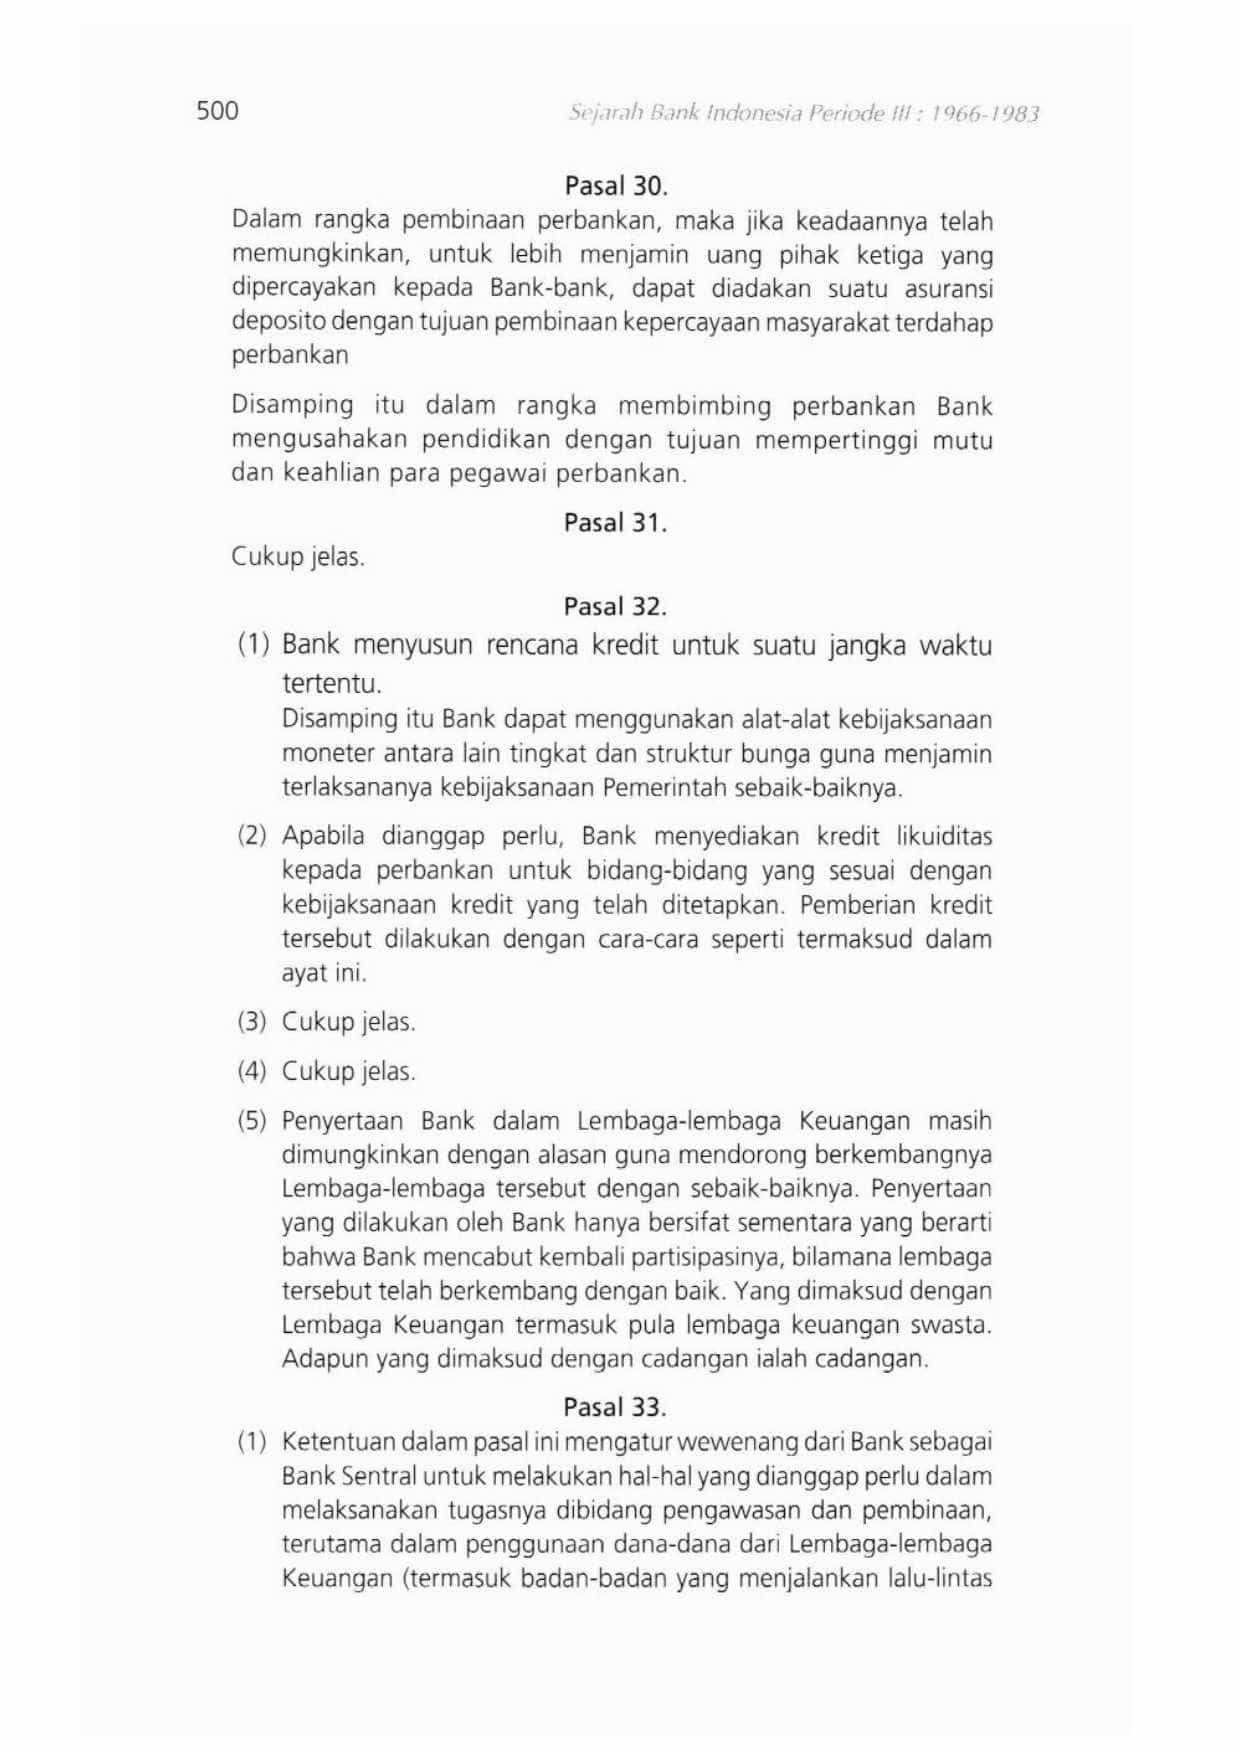 500
Sejarah Bank Indonesia Periode III : 1966-1983
Pasal 30.
Dalam rangka pembinaan perbankan, maka jika keadaannya telah
memungkinkan, untuk lebih menjamin uang pihak ketiga yang
dipercayakan kepada Bank-bank, dapat diadakan suatu asuransi
deposito dengan tujuan pembinaan kepercayaan masyarakat terdahap
perbankan
Disamping itu dalam rangka membimbing perbankan Bank
mengusahakan pendidikan dengan tujuan mempertinggi mutu
dan keahlian para pegawai perbankan.
Pasal 31.
Cukup jelas.
Pasal 32.
(1) Bank menyusun rencana kredit untuk suatu jangka waktu
tertentu.
Disamping itu Bank dapat menggunakan alat-alat kebijaksanaan
moneter antara lain tingkat dan struktur bunga guna menjamin
terlaksananya kebijaksanaan Pemerintah sebaik-baiknya.
(2) Apabila dianggap perlu, Bank menyediakan kredit likuiditas
kepada perbankan untuk bidang-bidang yang sesuai dengan
kebijaksanaan kredit yang telah ditetapkan. Pemberian kredit
tersebut dilakukan dengan cara-cara seperti termaksud dalam
ayat ini.
(3) Cukup jelas.
(4) Cukup jelas.
(5) Penyertaan Bank dalam Lembaga-lembaga Keuangan masih
dimungkinkan dengan alasan guna mendorong berkembangnya
Lembaga-lembaga tersebut dengan sebaik-baiknya. Penyertaan
yang dilakukan oleh Bank hanya bersifat sementara yang berarti
bahwa Bank mencabut kembali partisipasinya, bilamana lembaga
tersebut telah berkembang dengan baik. Yang dimaksud dengan
Lembaga Keuangan termasuk pula lembaga keuangan swasta.
Adapun yang dimaksud dengan cadangan ialah cadangan.
Pasal 33.
(1) Ketentuan dalam pasal ini mengatur wewenang dari Bank sebagai
Bank Sentral untuk melakukan hal-hal yang dianggap perlu dalam
melaksanakan tugasnya dibidang pengawasan dan pembinaan,
terutama dalam penggunaan dana-dana dari Lembaga-lembaga
Keuangan (termasuk badan-badan yang menjalankan lalu-lintas